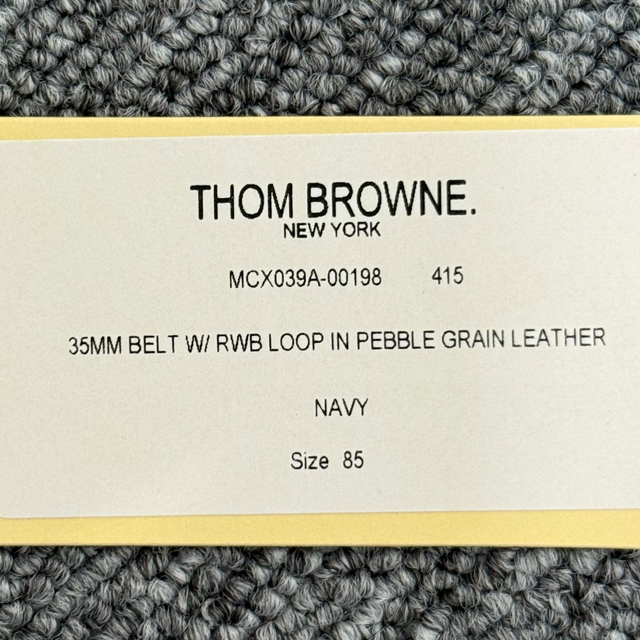 THOM BROWNE.
NEW YORK
MCX039A-00198 415
35MM BELT W/ RWB LOOP IN PEBBLE GRAIN LEATHER
NAVY
Size 85